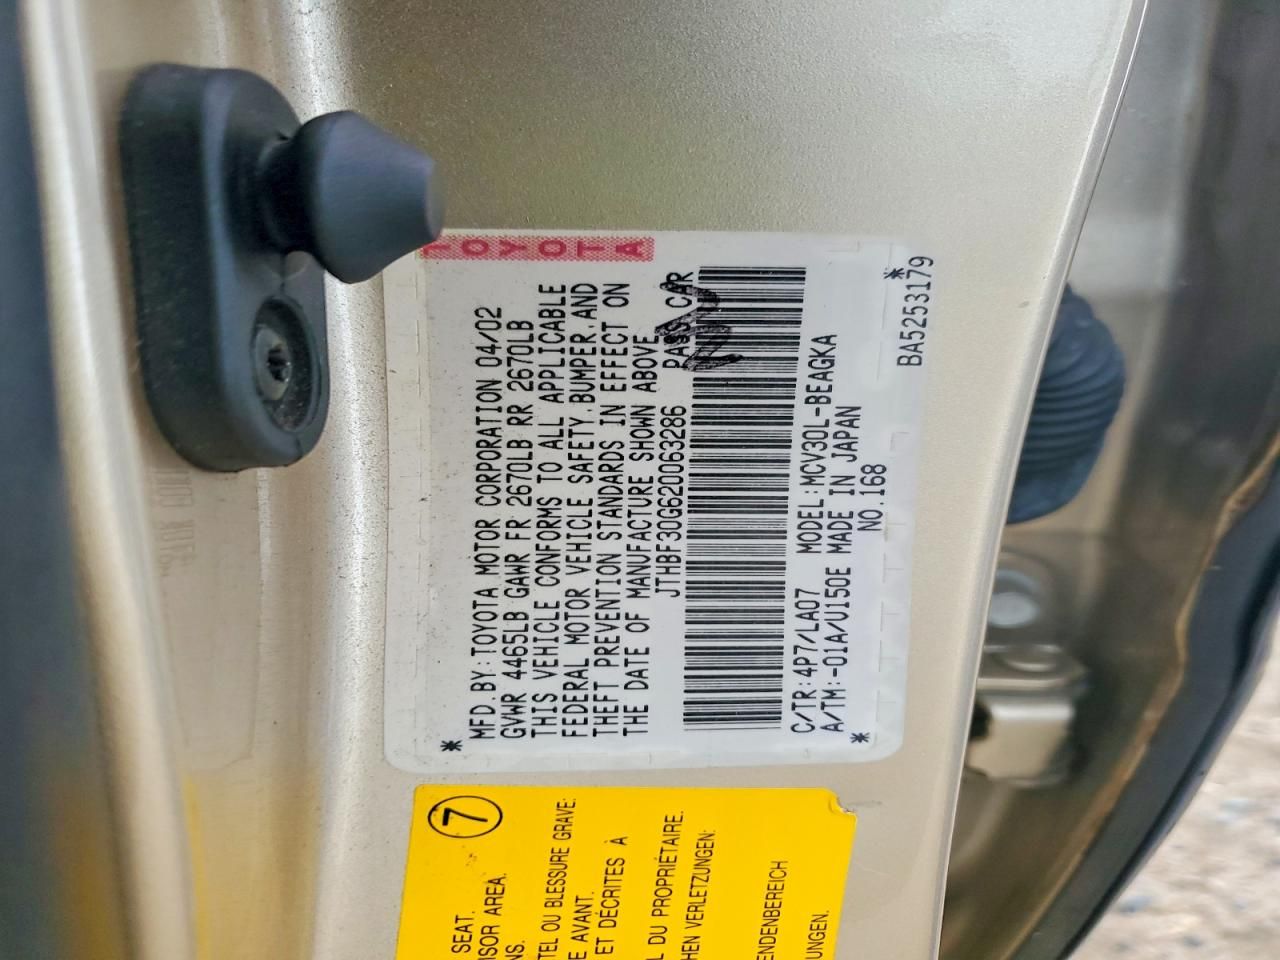 TOYOTA
MFD.BY:TOYOTA MOTOR CORPORATION 04/02
GVWR 4465LB GAWR FR 2670LB RR 2670LB
THIS VEHICLE CONFORMS TO ALL APPLICABLE
FEDERAL MOTOR VEHICLE SAFETY,BUMPER,AND
THEFT PREVENTION STANDARDS IN EFFECT ON
THE DATE OF MANUFACTURE SHOWN ABOVE.
JTHBF30G620063286 PASS.CAR
C/TR:4P7/LA07 MODEL:MCV30L-BEAGKA
A/TM:-01A/U150E MADE IN JAPAN
* NO.168
*
BA5253179 *
7
SEAT.
SOR AREA.
NS.
TEL OU BLESSURE GRAVE:
E AVANT.
ET DÉCRITES À
L DU PROPRIÉTAIRE.
HEN VERLETZUNGEN:
ENDENBEREICH
UNGEN.